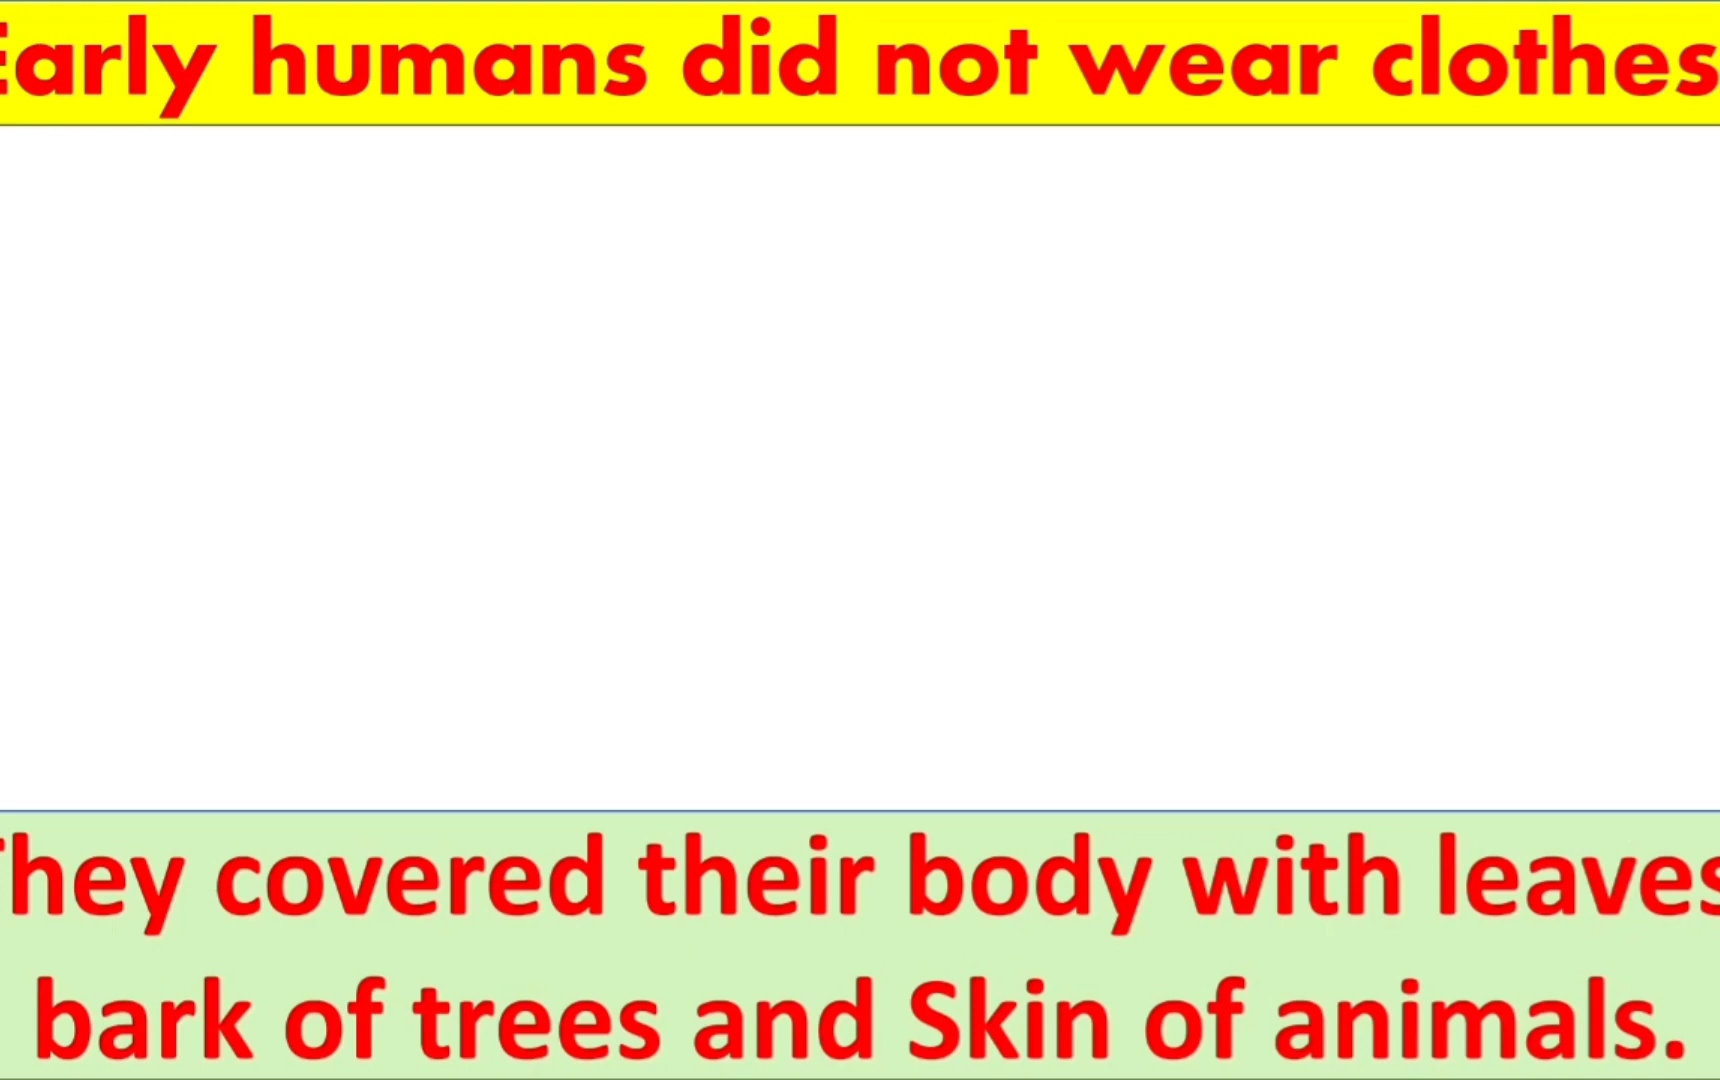 Early humans did not wear clothes
They covered their body with leaves
bark of trees and Skin of animals.